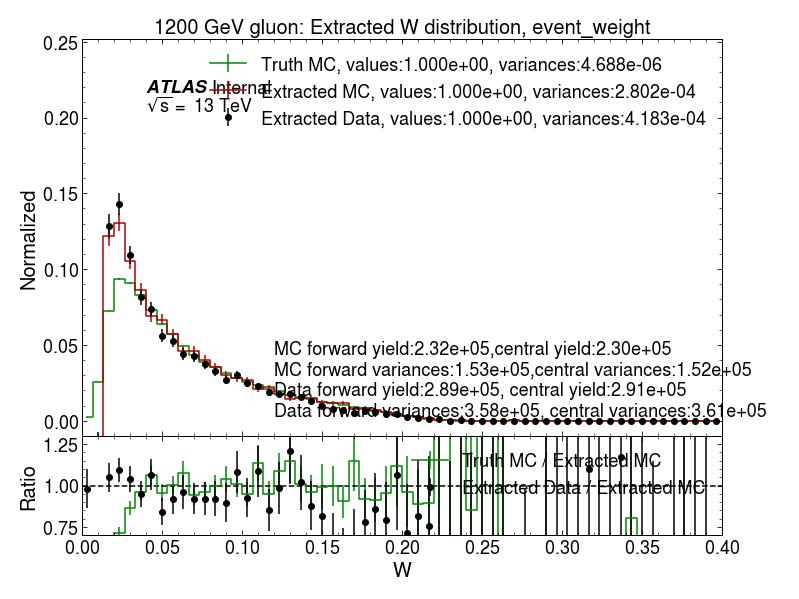 1200 GeV gluon: Extracted W distribution, event_weight
Truth MC, values:1.000e+00, variances:4.688e-06
ATLAS Internal
Extracted MC, values:1.000e+00, variances:2.802e-04
√s = 13 TeV
Extracted Data, values:1.000e+00, variances:4.183e-04
Normalized
0.25
0.20
0.15
0.10
0.05
0.00
MC forward yield:2.32e+05,central yield:2.30e+05
MC forward variances:1.53e+05,central variances:1.52e+05
Data forward yield:2.89e+05, central yield:2.91e+05
Data forward variances:3.58e+05, central variances:3.61e+05
Ratio
1.25
1.00
0.75
Truth MC / Extracted MC
Extracted Data / Extracted MC
0.00 0.05 0.10 0.15 0.20 0.25 0.30 0.35 0.40
W